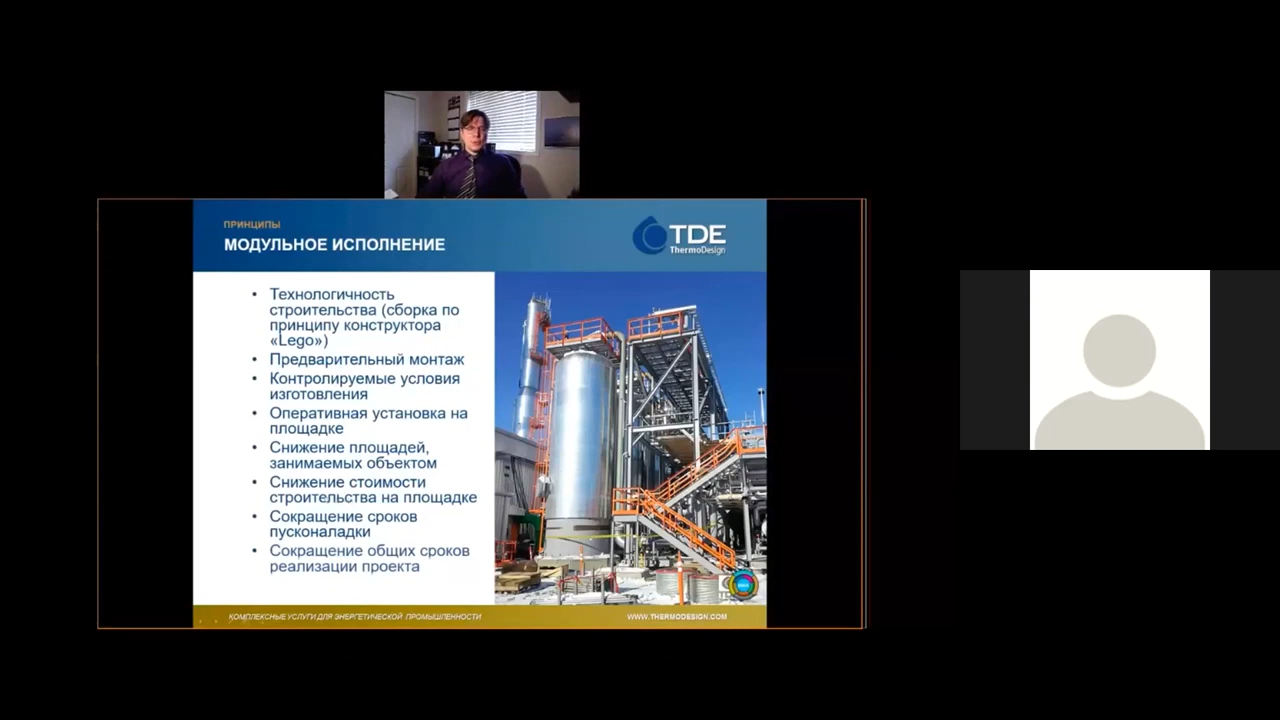 ПРИНЦИПЫ
МОДУЛЬНОЕ ИСПОЛНЕНИЕ
TDE
ThermoDesign
• Технологичность
строительства (сборка по
принципу конструктора
«Lego»)
• Предварительный монтаж
• Контролируемые условия
изготовления
• Оперативная установка на
площадке
• Снижение площадей,
занимаемых объектом
• Снижение стоимости
строительства на площадке
• Сокращение сроков
пусконаладки
• Сокращение общих сроков
реализации проекта
КОМПЛЕКСНЫЕ УСЛУГИ ДЛЯ ЭНЕРГЕТИЧЕСКОЙ ПРОМЫШЛЕННОСТИ
WWW.THERMODESIGN.COM